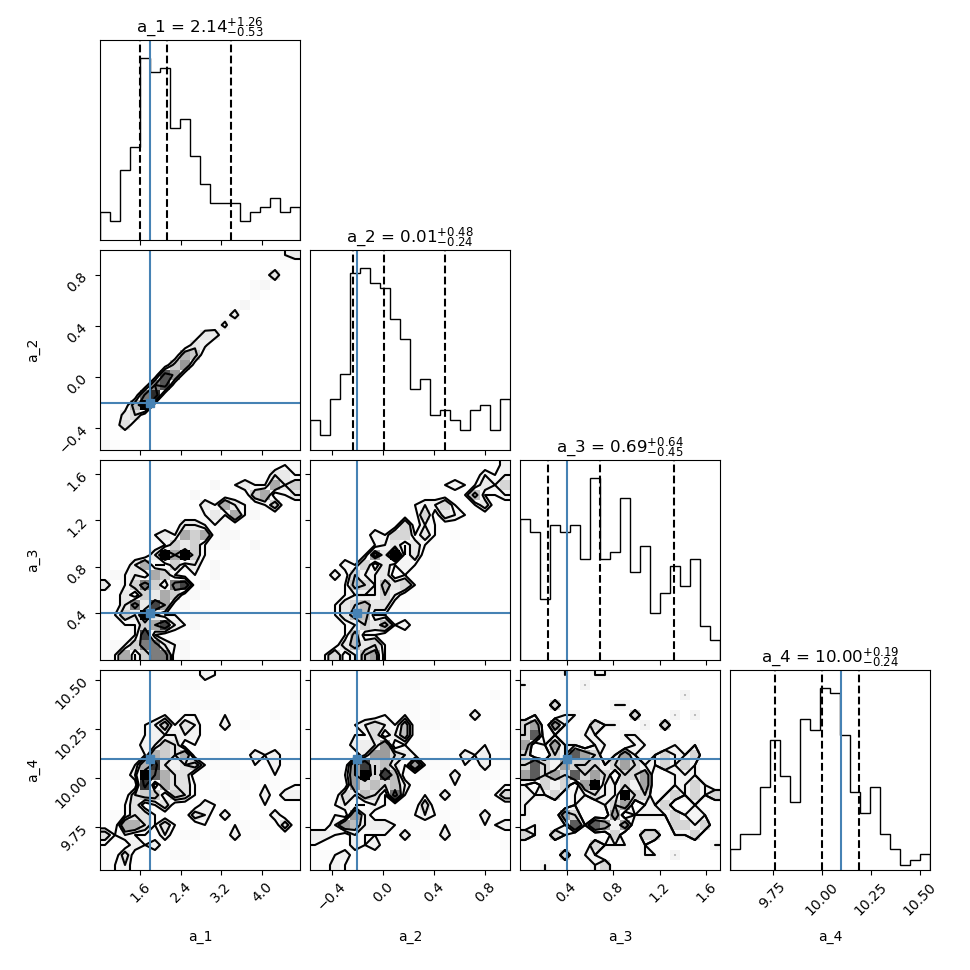 a_1 = 2.14+1.26−0.53
a_2 = 0.01+0.48−0.24
a_3 = 0.69+0.64−0.45
a_4 = 10.00+0.19−0.24
a_2
0.8
0.4
0.0
−0.4
a_3
1.6
1.2
0.8
0.4
a_4
10.50
10.25
10.00
9.75
1.6 2.4 3.2 4.0
−0.4 0.0 0.4 0.8
0.4 0.8 1.2 1.6
9.75 10.00 10.25 10.50
a_1 a_2 a_3 a_4